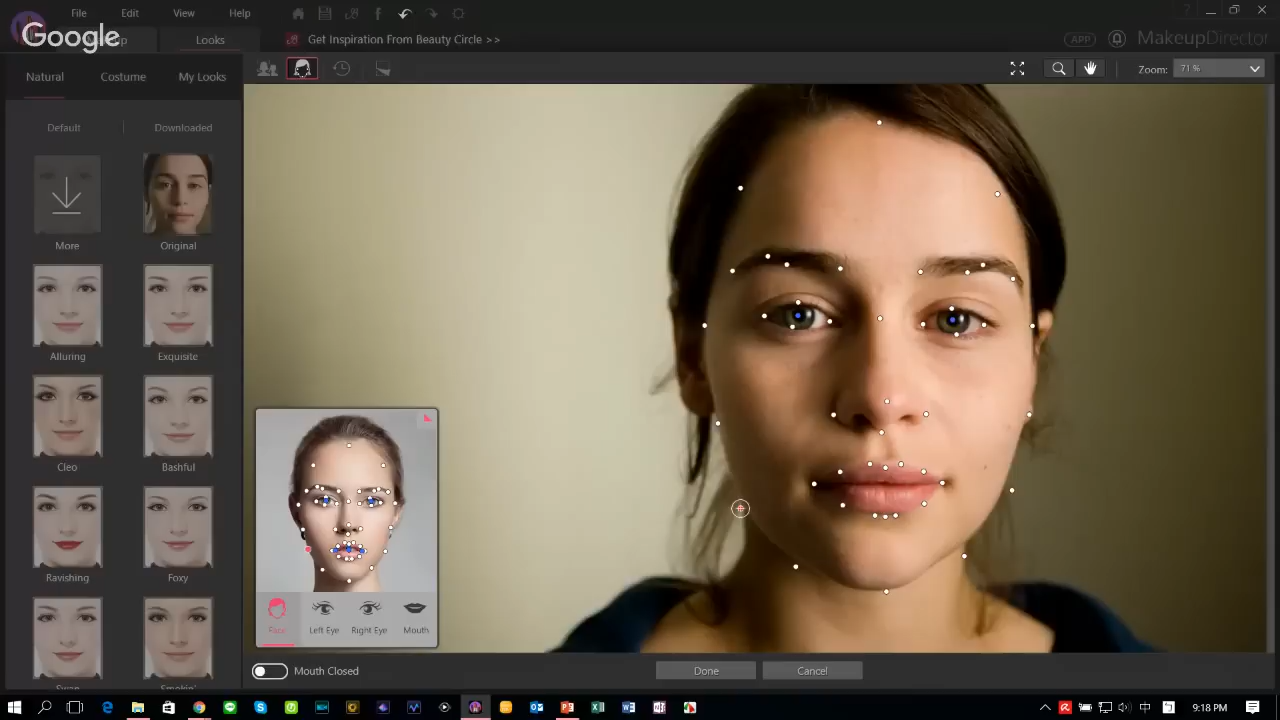 File Edit View Help
Google
Looks
Get Inspiration From Beauty Circle >>
APP
MakeupDirector
Natural Costume My Looks
Zoom: 71 %
Default Downloaded
More Original
Alluring Exquisite
Cleo Bashful
Ravishing Foxy
Face Left Eye Right Eye Mouth
Mouth Closed
Done
Cancel
中
9:18 PM